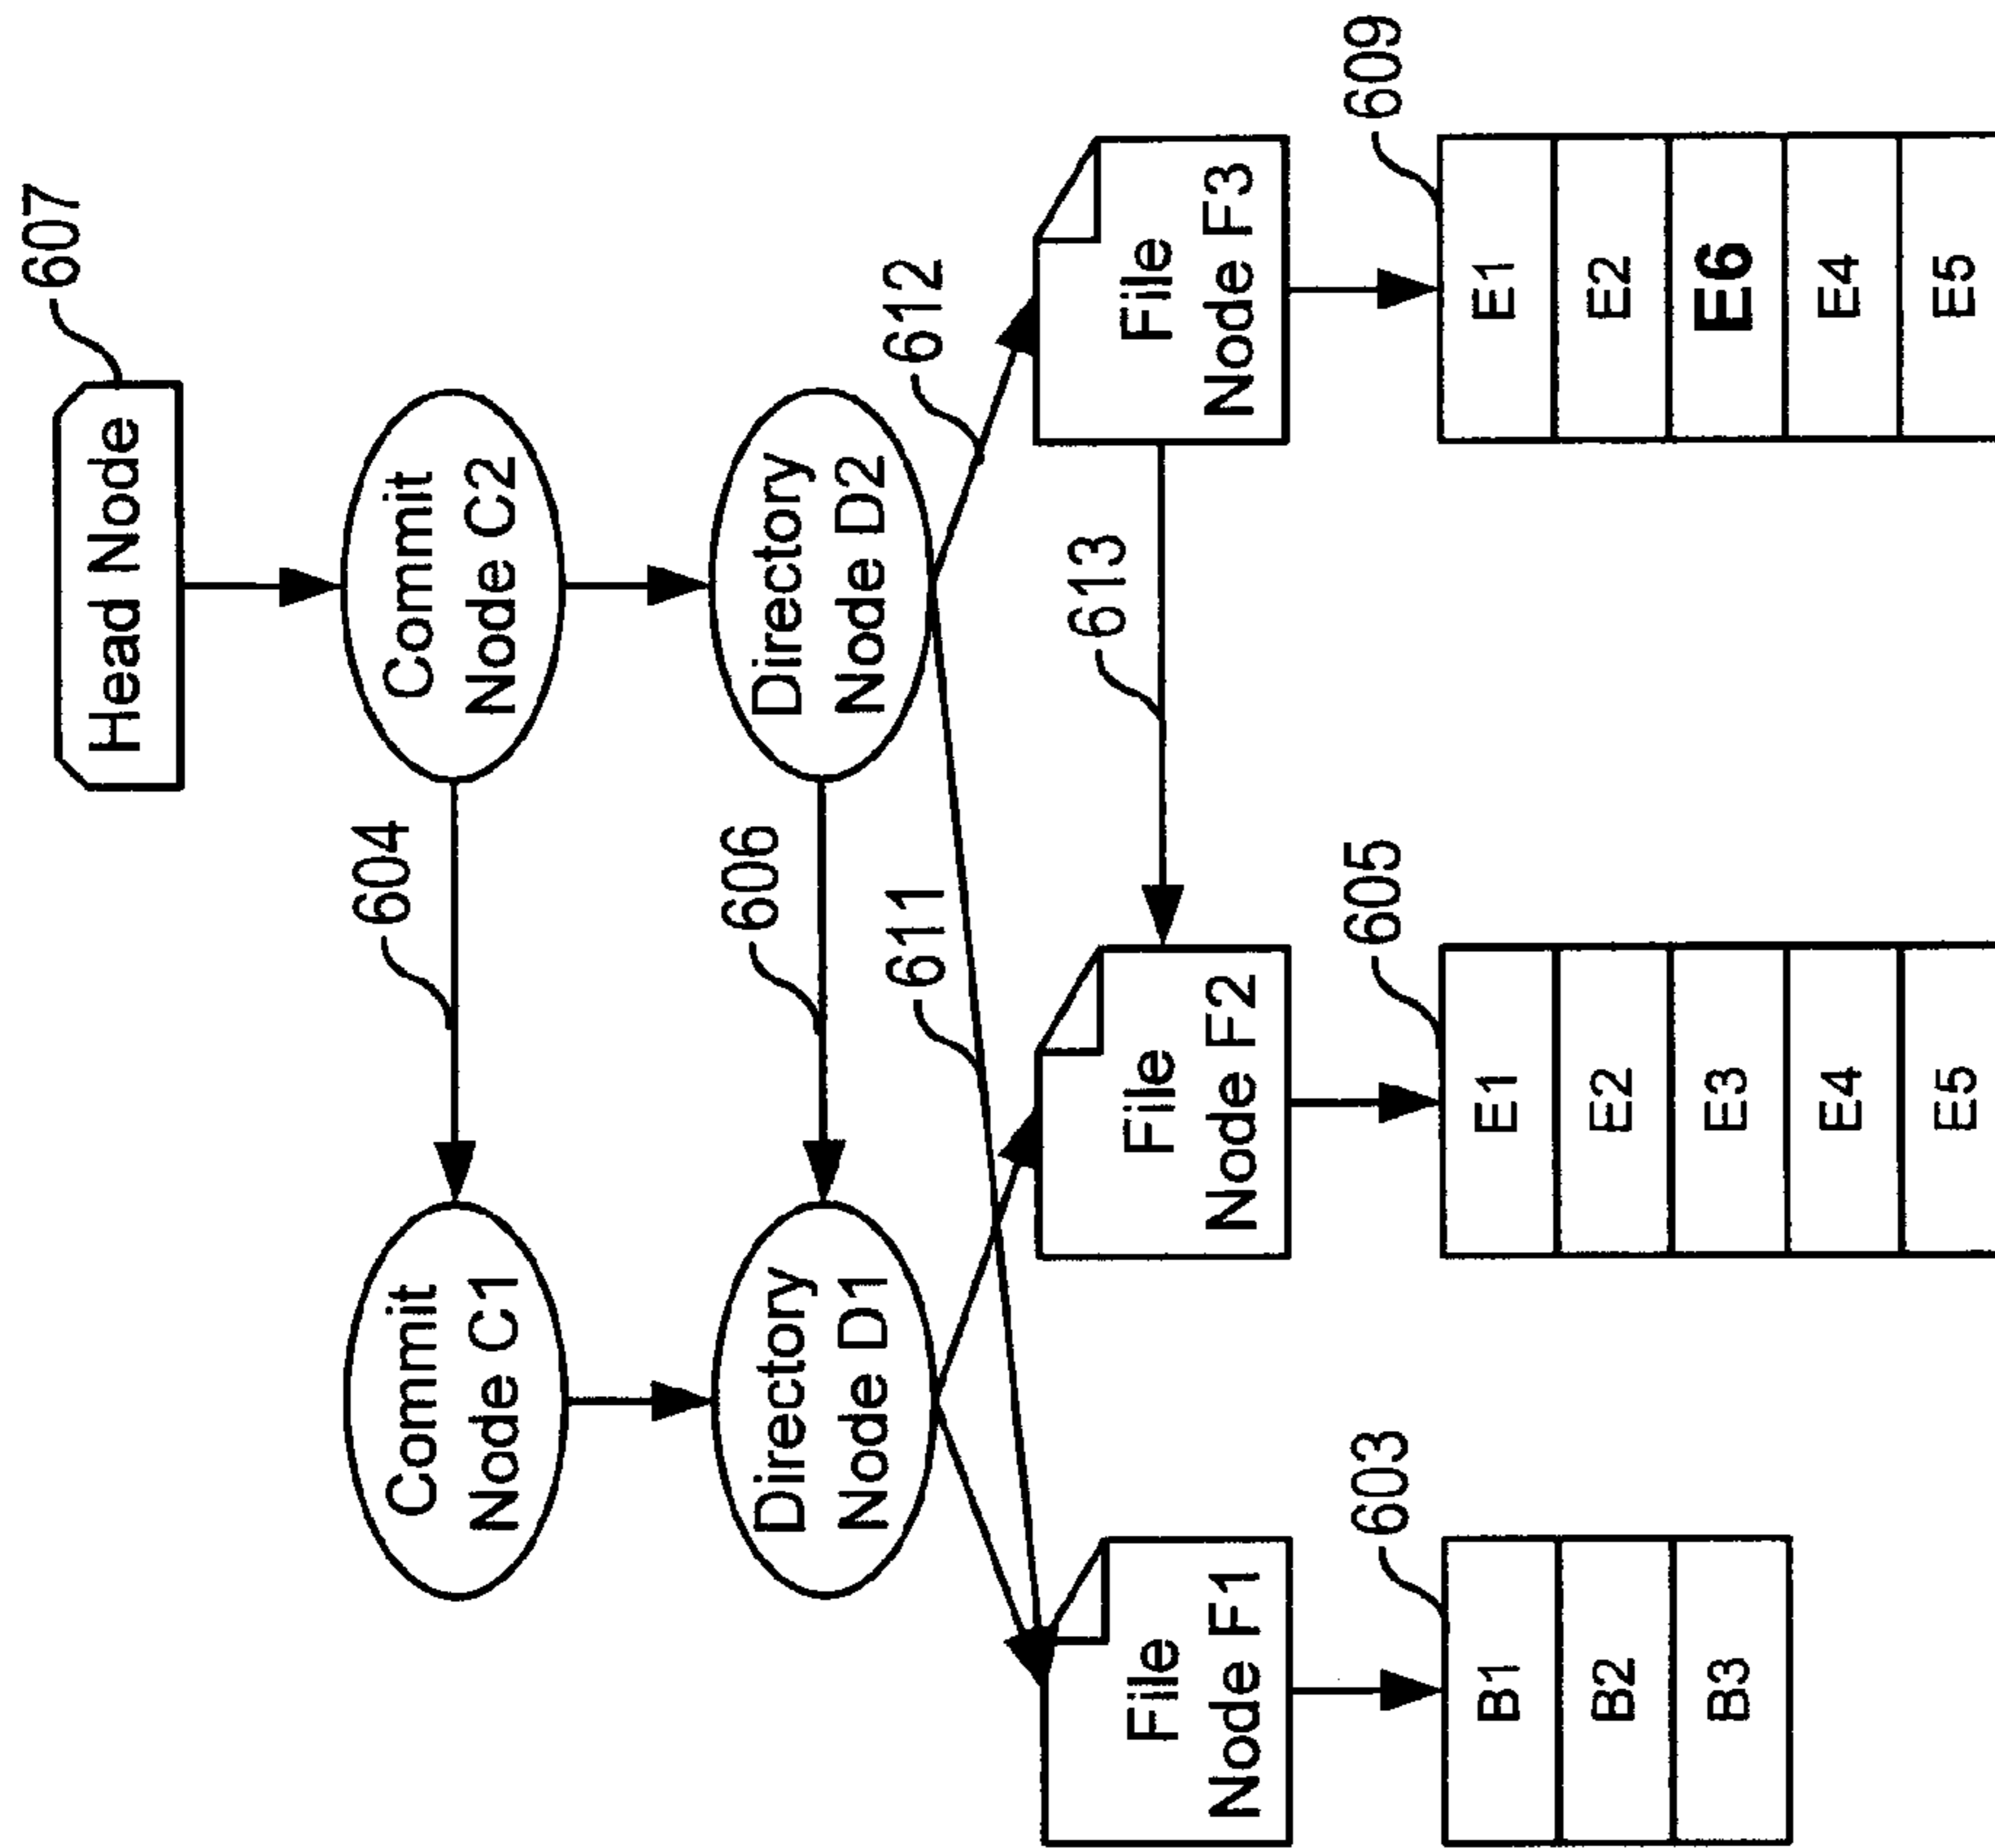 607
Head Node
604
Commit
Node C1
Commit
Node C2
606
Directory
Node D1
Directory
Node D2
611
612
613
File
Node F1
File
Node F2
File
Node F3
603
B1
B2
B3
605
E1
E2
E3
E4
E5
609
E1
E2
E6
E4
E5